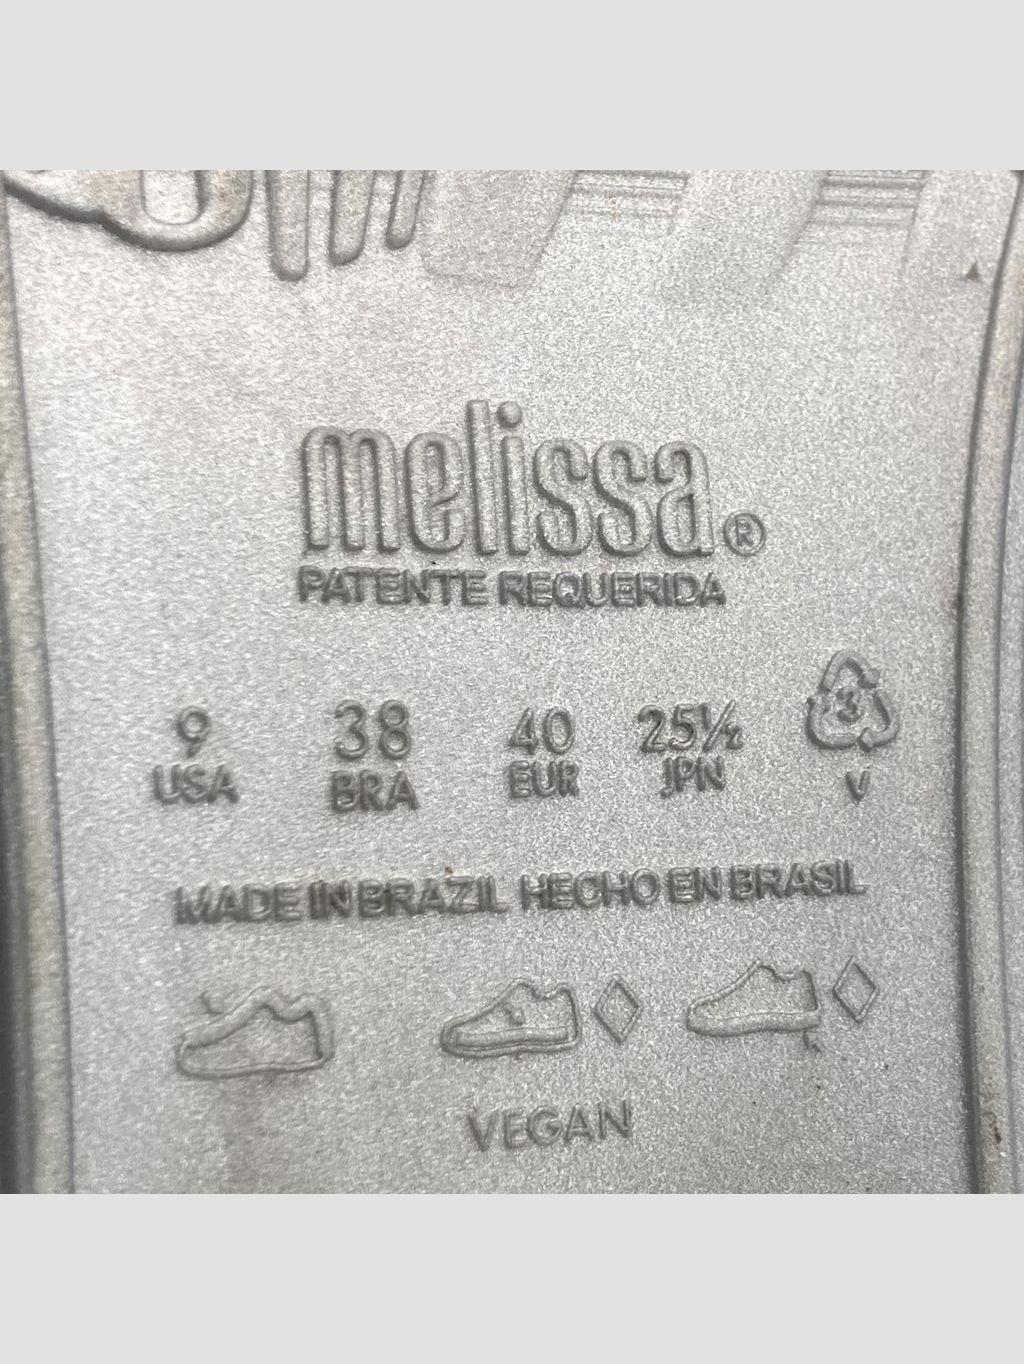 melissa®
PATENTE REQUERIDA
9 38 40 25½ 3
USA BRA EUR JPN V
MADE IN BRAZIL HECHO EN BRASIL
VEGAN